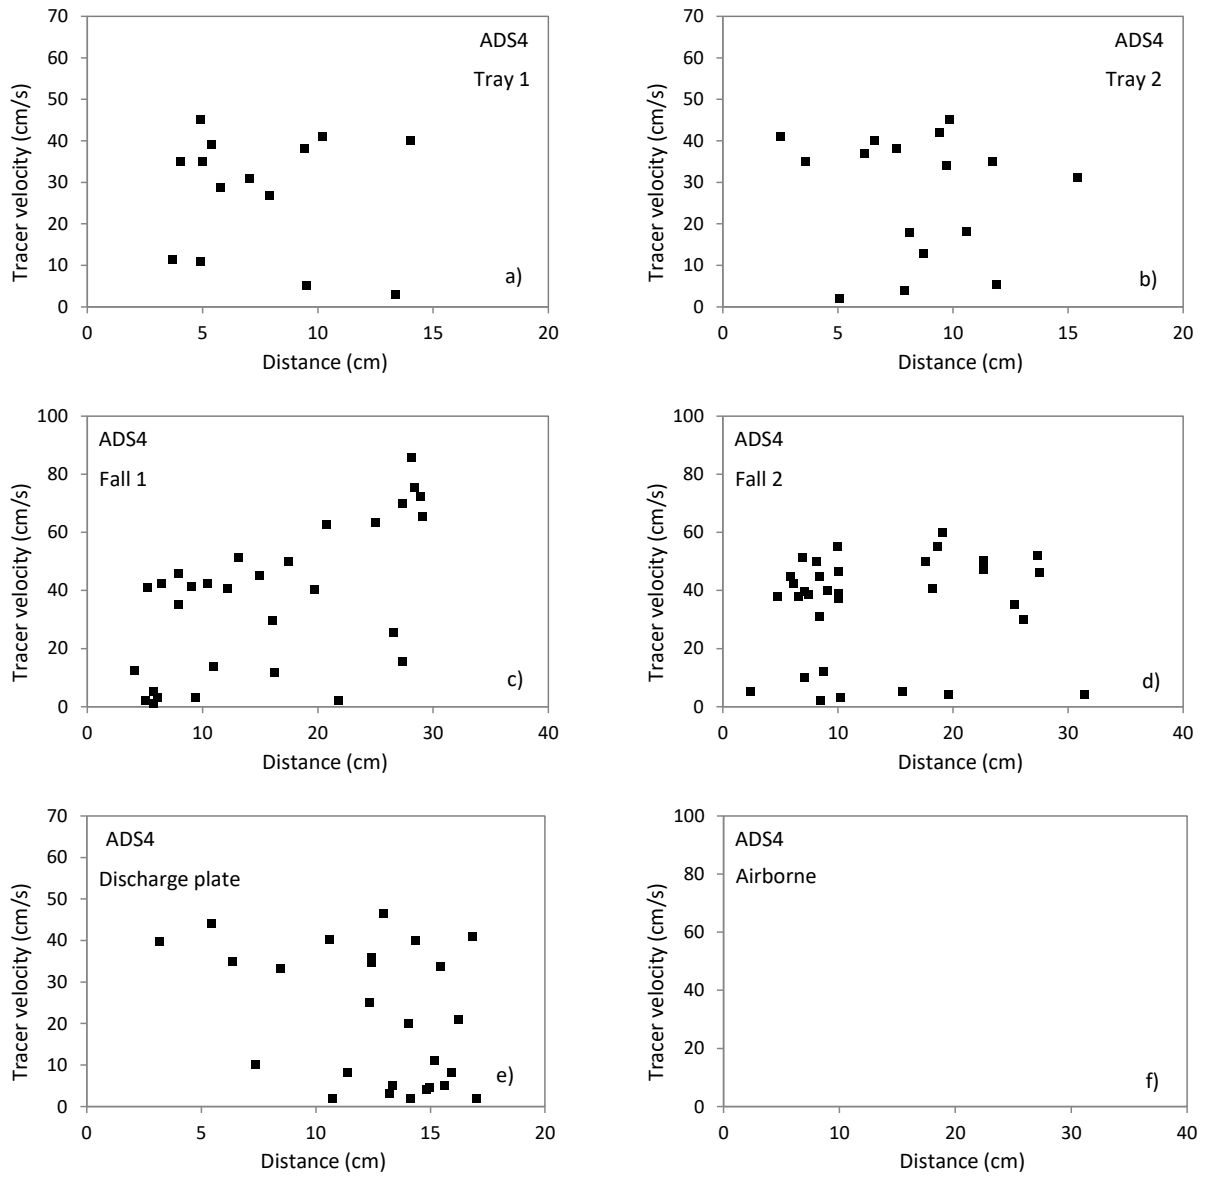 70
60
50
40
30
20
10
0
Tracer velocity (cm/s)
ADS4
Tray 1
a)
0 5 10 15 20
Distance (cm)
70
60
50
40
30
20
10
0
Tracer velocity (cm/s)
ADS4
Tray 2
b)
0 5 10 15 20
Distance (cm)
100
80
60
40
20
0
Tracer velocity (cm/s)
ADS4
Fall 1
c)
0 10 20 30 40
Distance (cm)
100
80
60
40
20
0
Tracer velocity (cm/s)
ADS4
Fall 2
d)
0 10 20 30 40
Distance (cm)
70
60
50
40
30
20
10
0
Tracer velocity (cm/s)
ADS4
Discharge plate
e)
0 5 10 15 20
Distance (cm)
100
80
60
40
20
0
Tracer velocity (cm/s)
ADS4
Airborne
f)
0 10 20 30 40
Distance (cm)